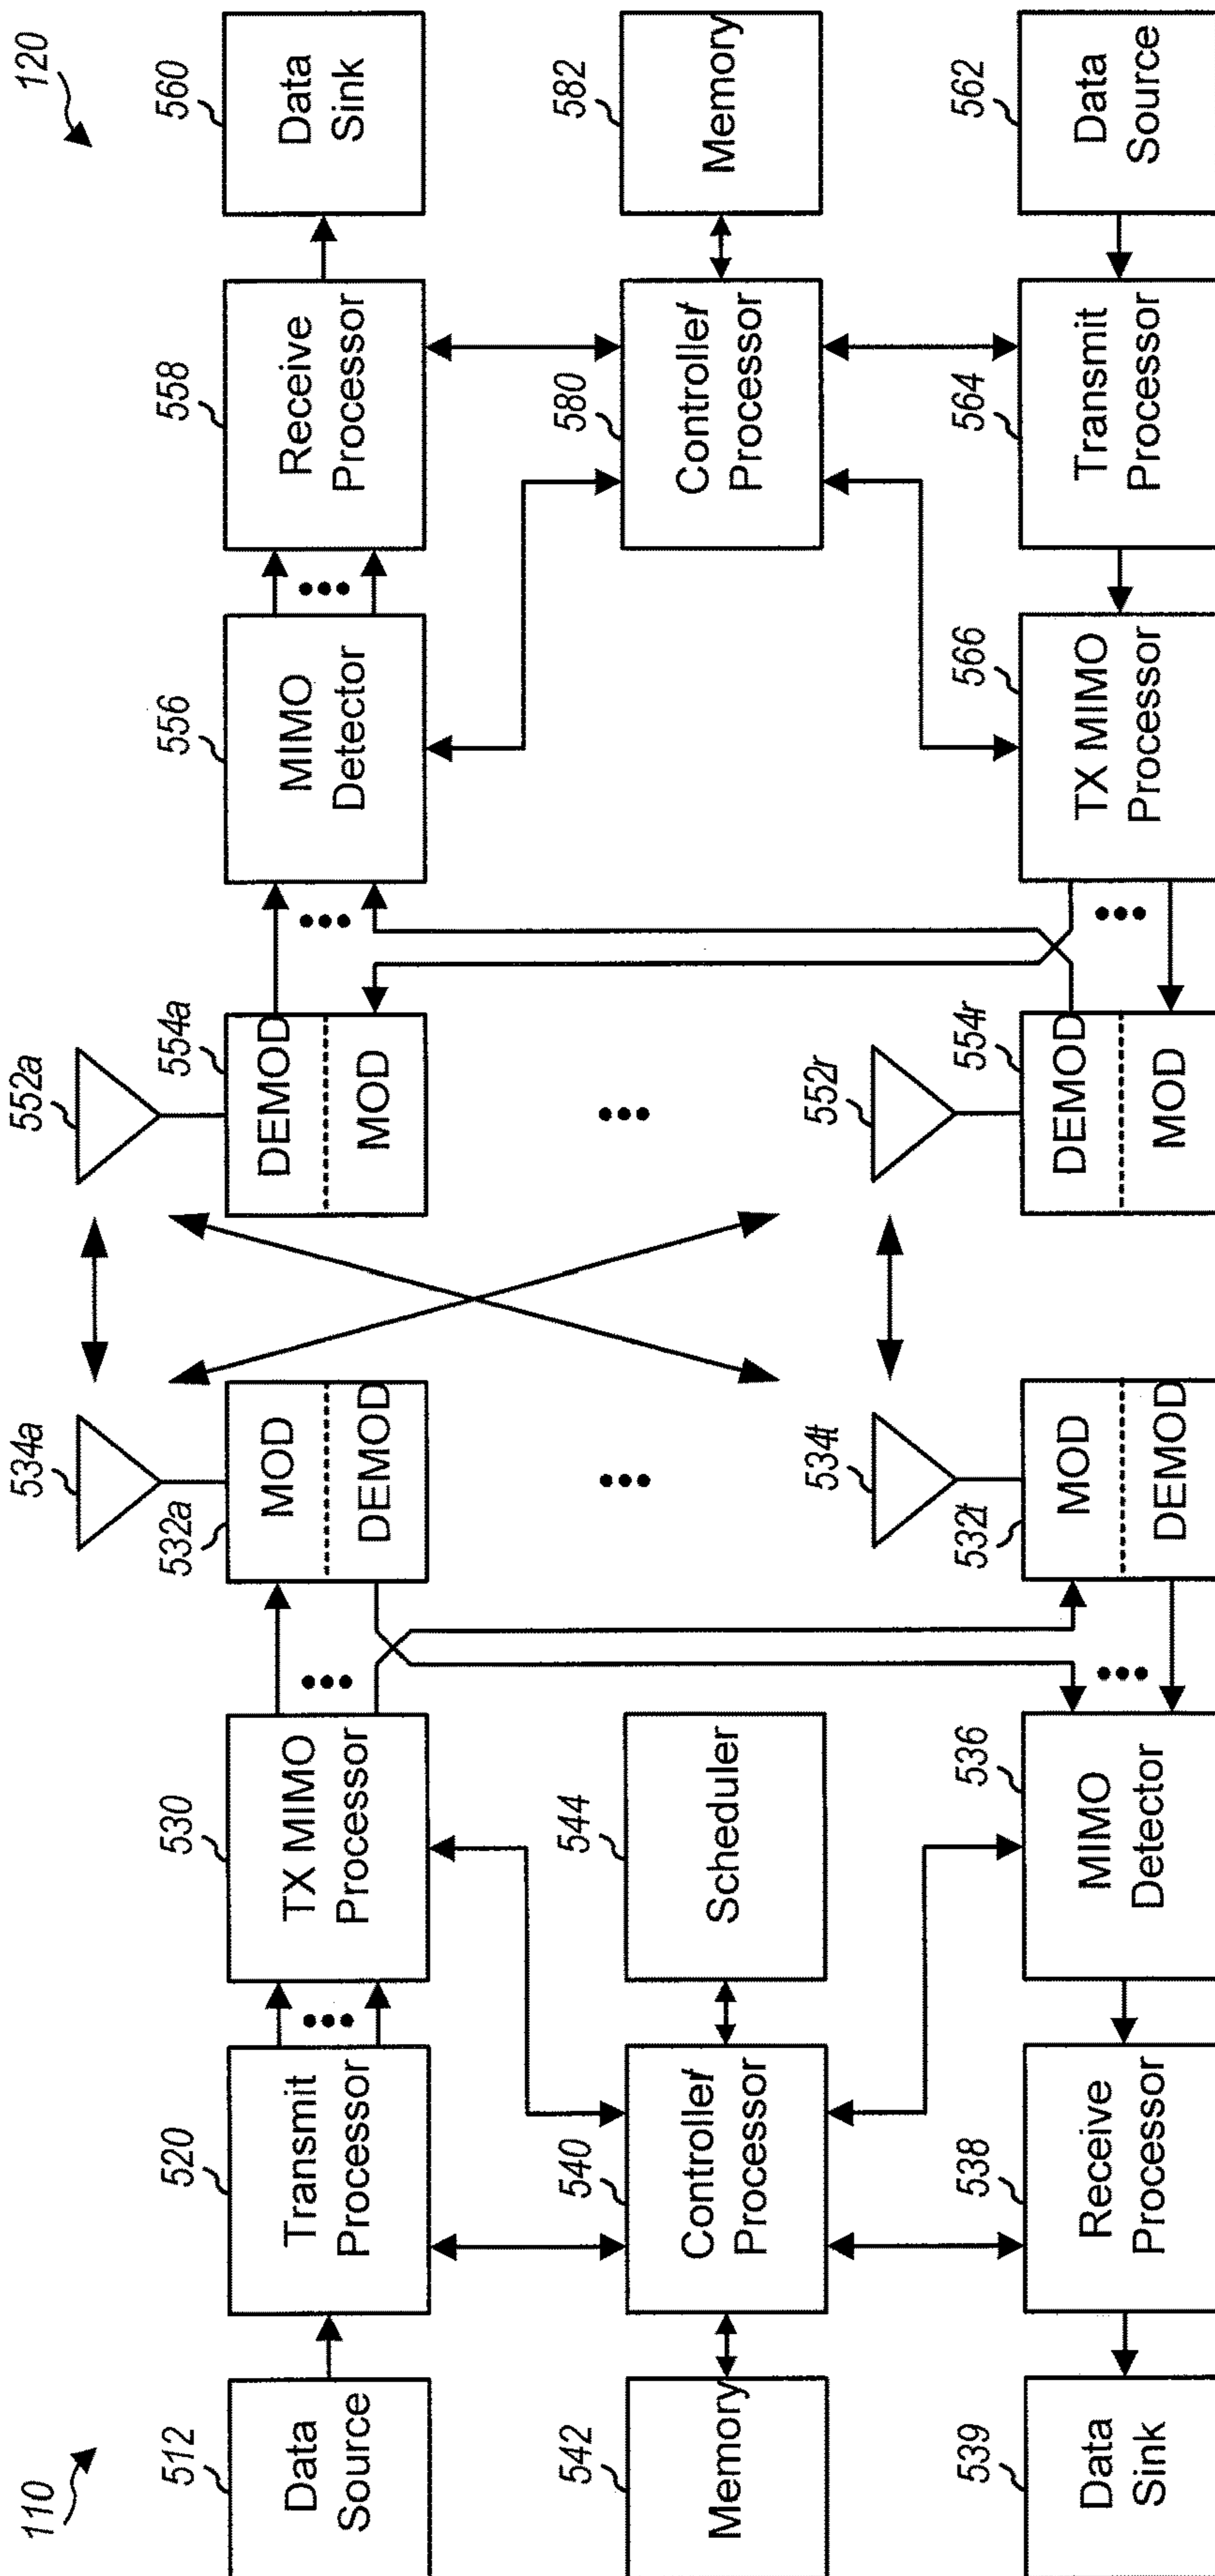 110
120
512
Data
Source
520
Transmit
Processor
530
TX MIMO
Processor
534a
532a
MOD
DEMOD
552a
554a
DEMOD
MOD
556
MIMO
Detector
558
Receive
Processor
560
Data
Sink
542
Memory
540
Controller/
Processor
544
Scheduler
580
Controller/
Processor
582
Memory
539
Data
Sink
538
Receive
Processor
536
MIMO
Detector
534t
532t
MOD
DEMOD
552r
554r
DEMOD
MOD
566
TX MIMO
Processor
564
Transmit
Processor
562
Data
Source